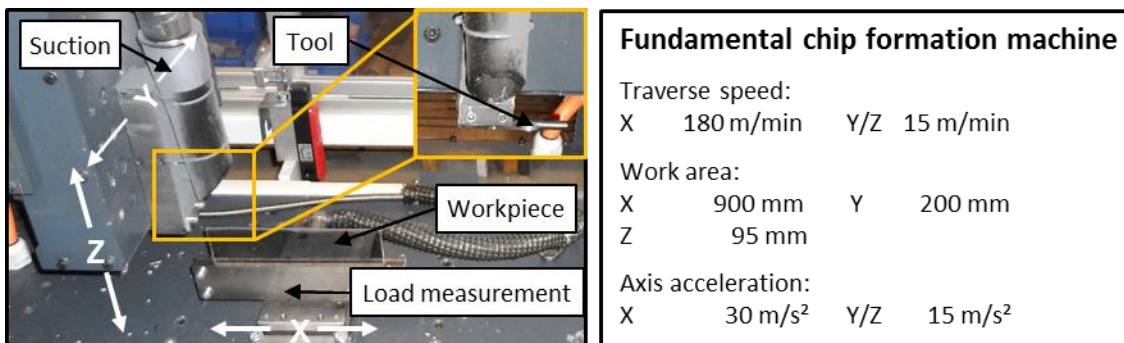 Suction
Tool
Y
Z
Workpiece
Load measurement
X
Fundamental chip formation machine
Traverse speed:
X 180 m/min Y/Z 15 m/min
Work area:
X 900 mm Y 200 mm
Z 95 mm
Axis acceleration:
X 30 m/s² Y/Z 15 m/s²